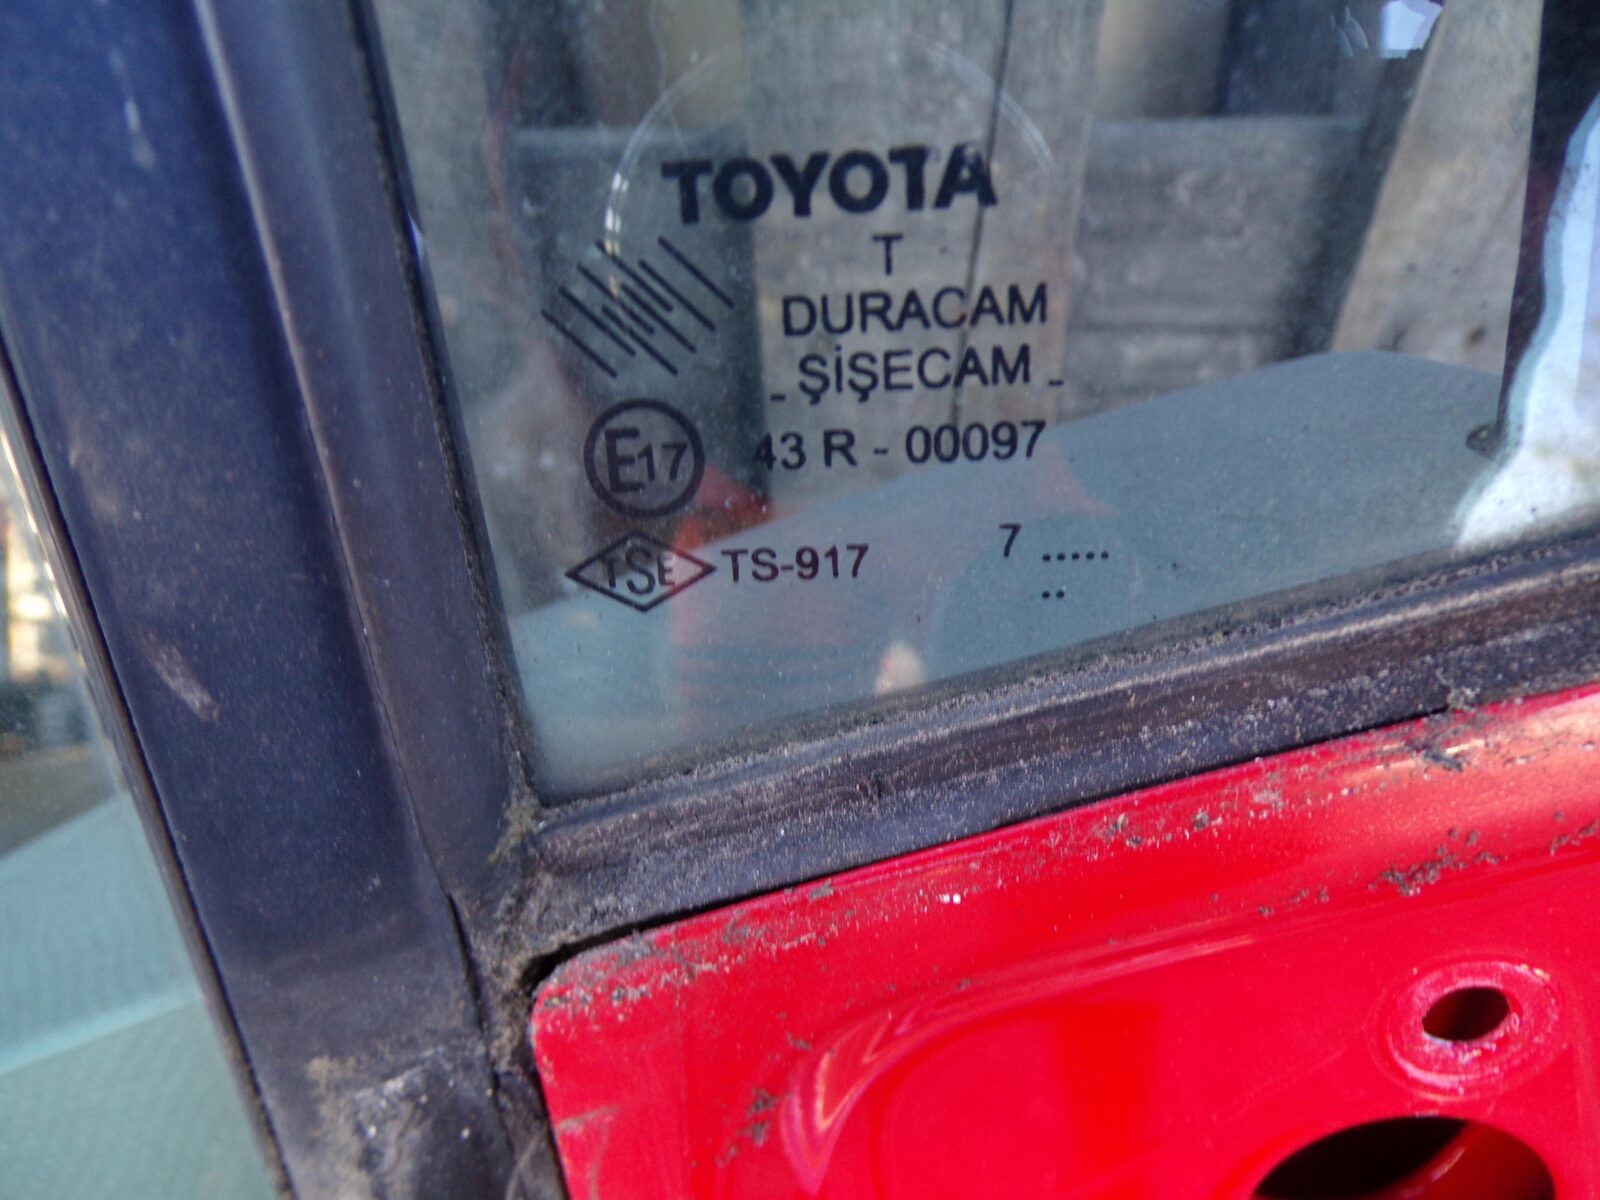 TOYOTA
T
DURACAM
- ŞİŞECAM -
E17 43 R - 00097
TSE TS-917 7 .....
..